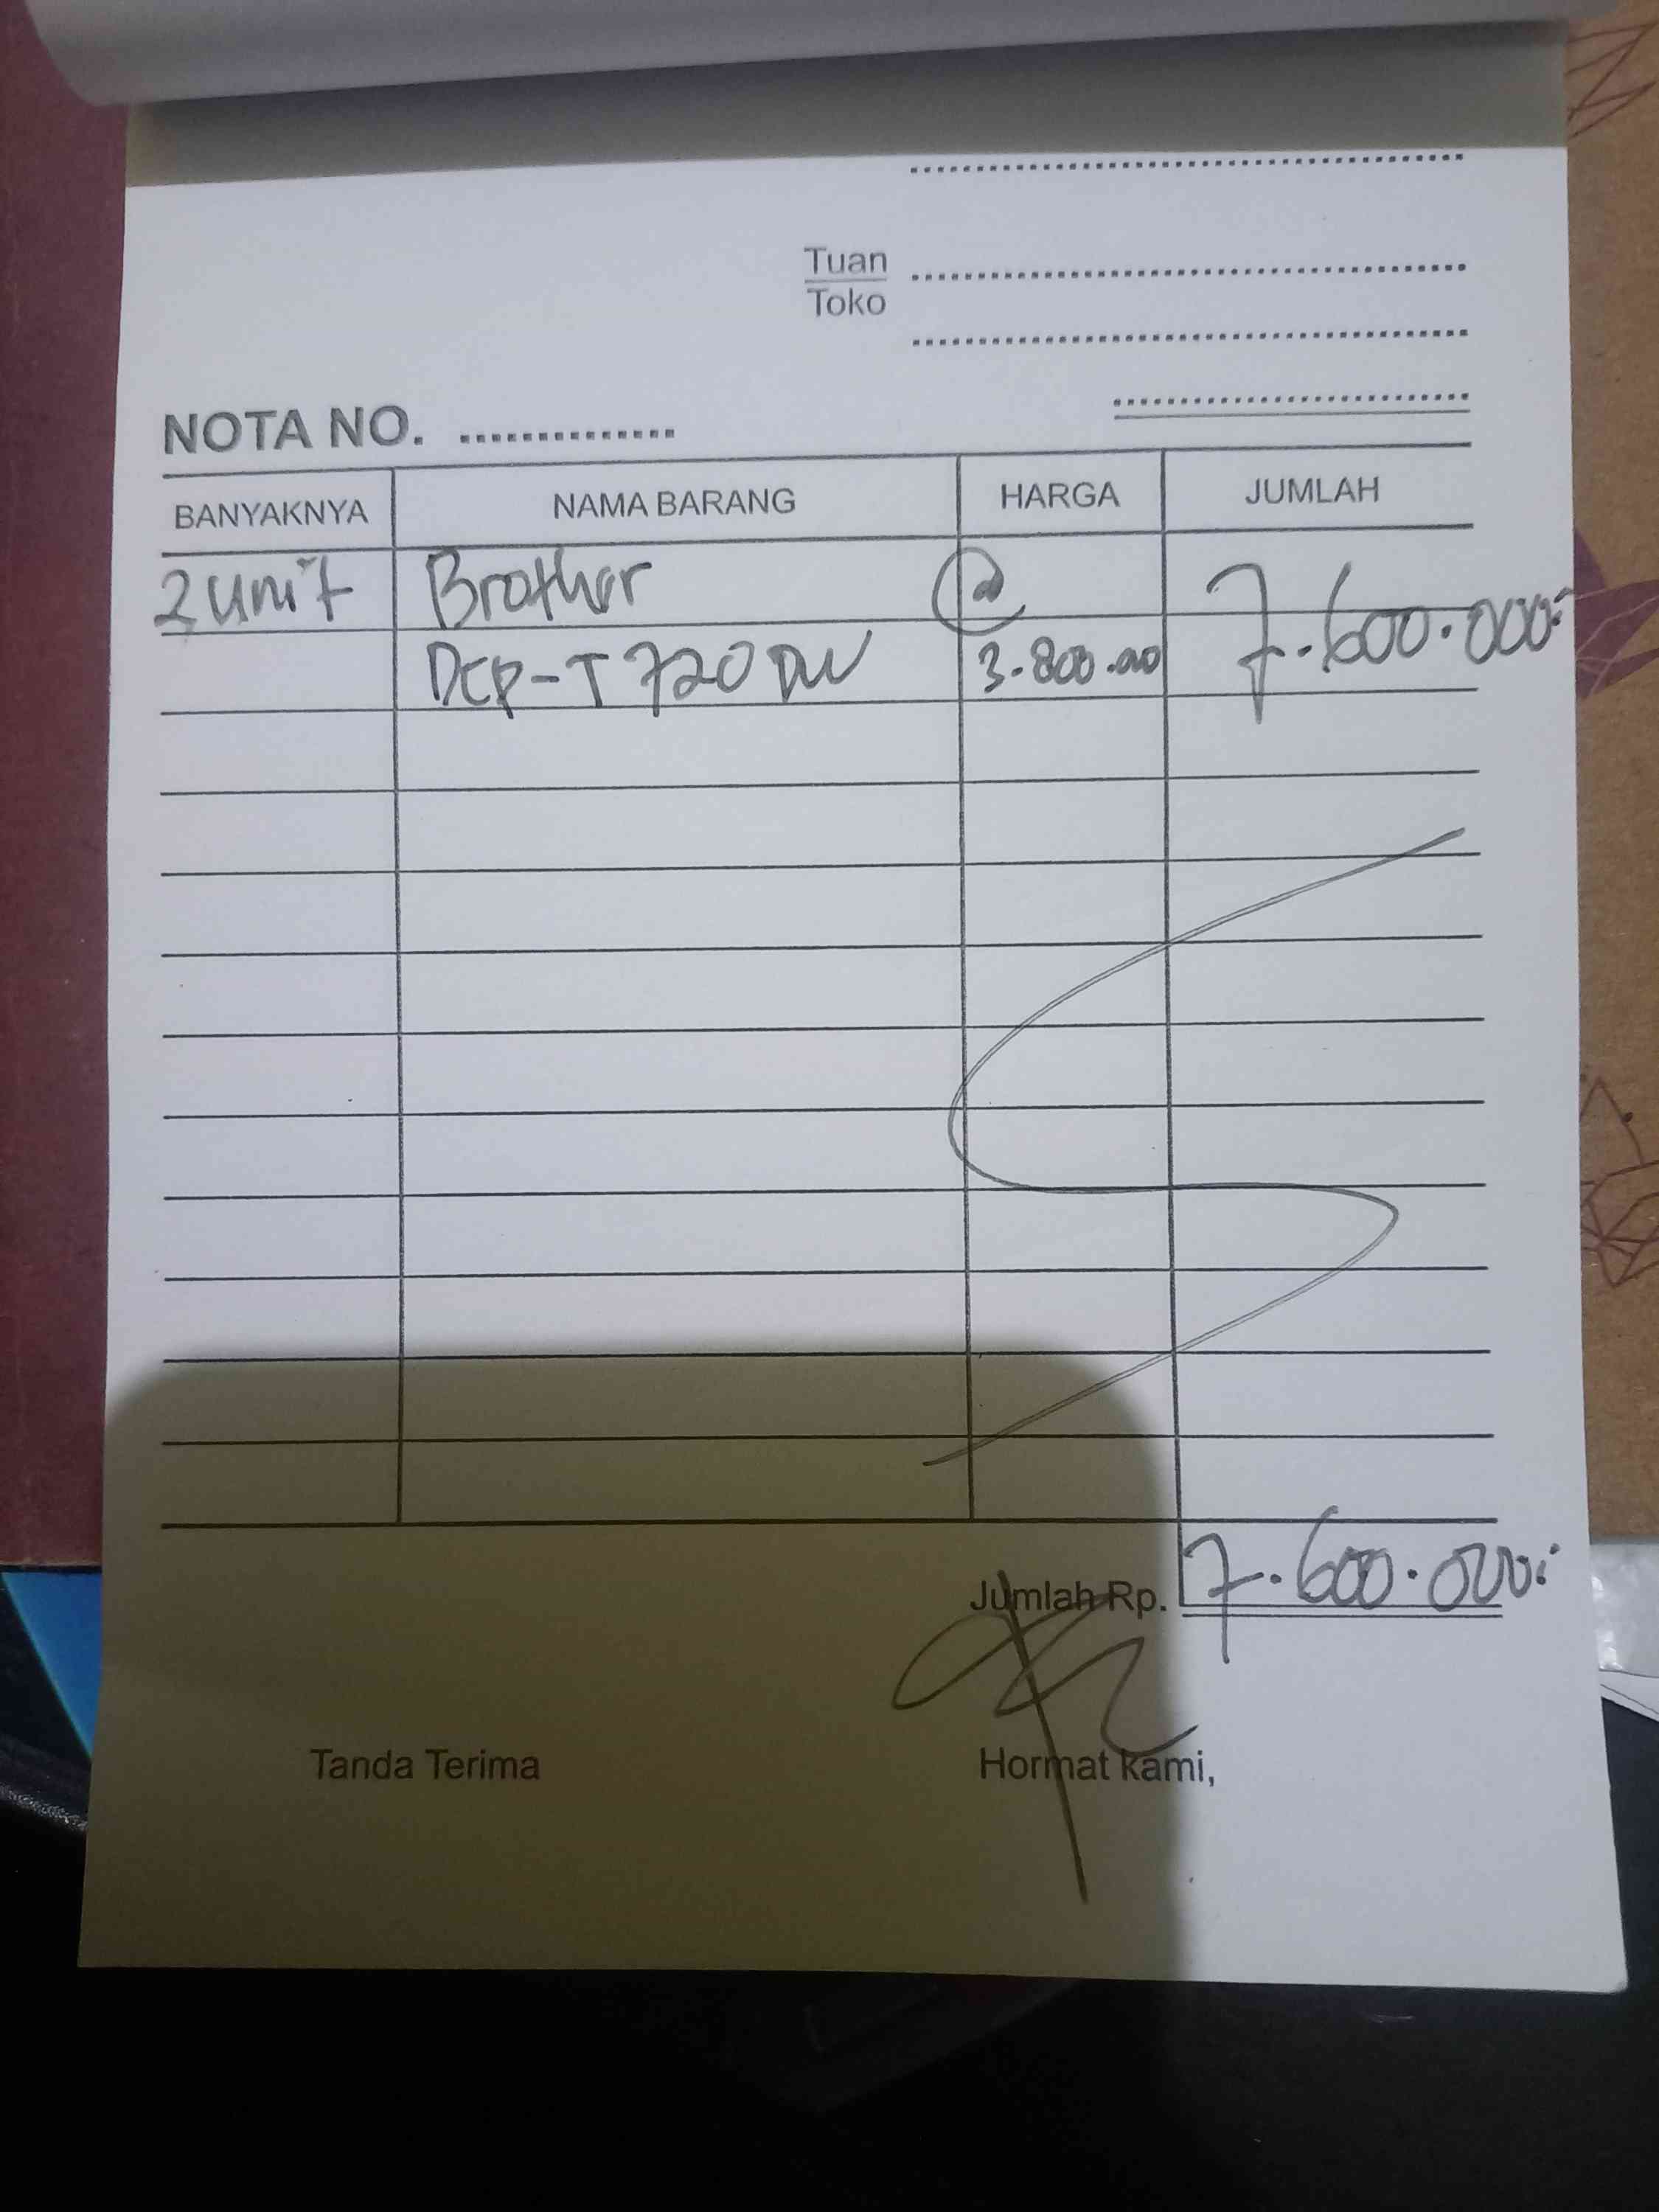 Tuan
Toko
NOTA NO. ..............
BANYAKNYA NAMA BARANG HARGA JUMLAH
2 unit Brother @ 7.600.000:
DCP-T720DW 3.800.000
Jumlah Rp. 7.600.000:
Tanda Terima Hormat kami,